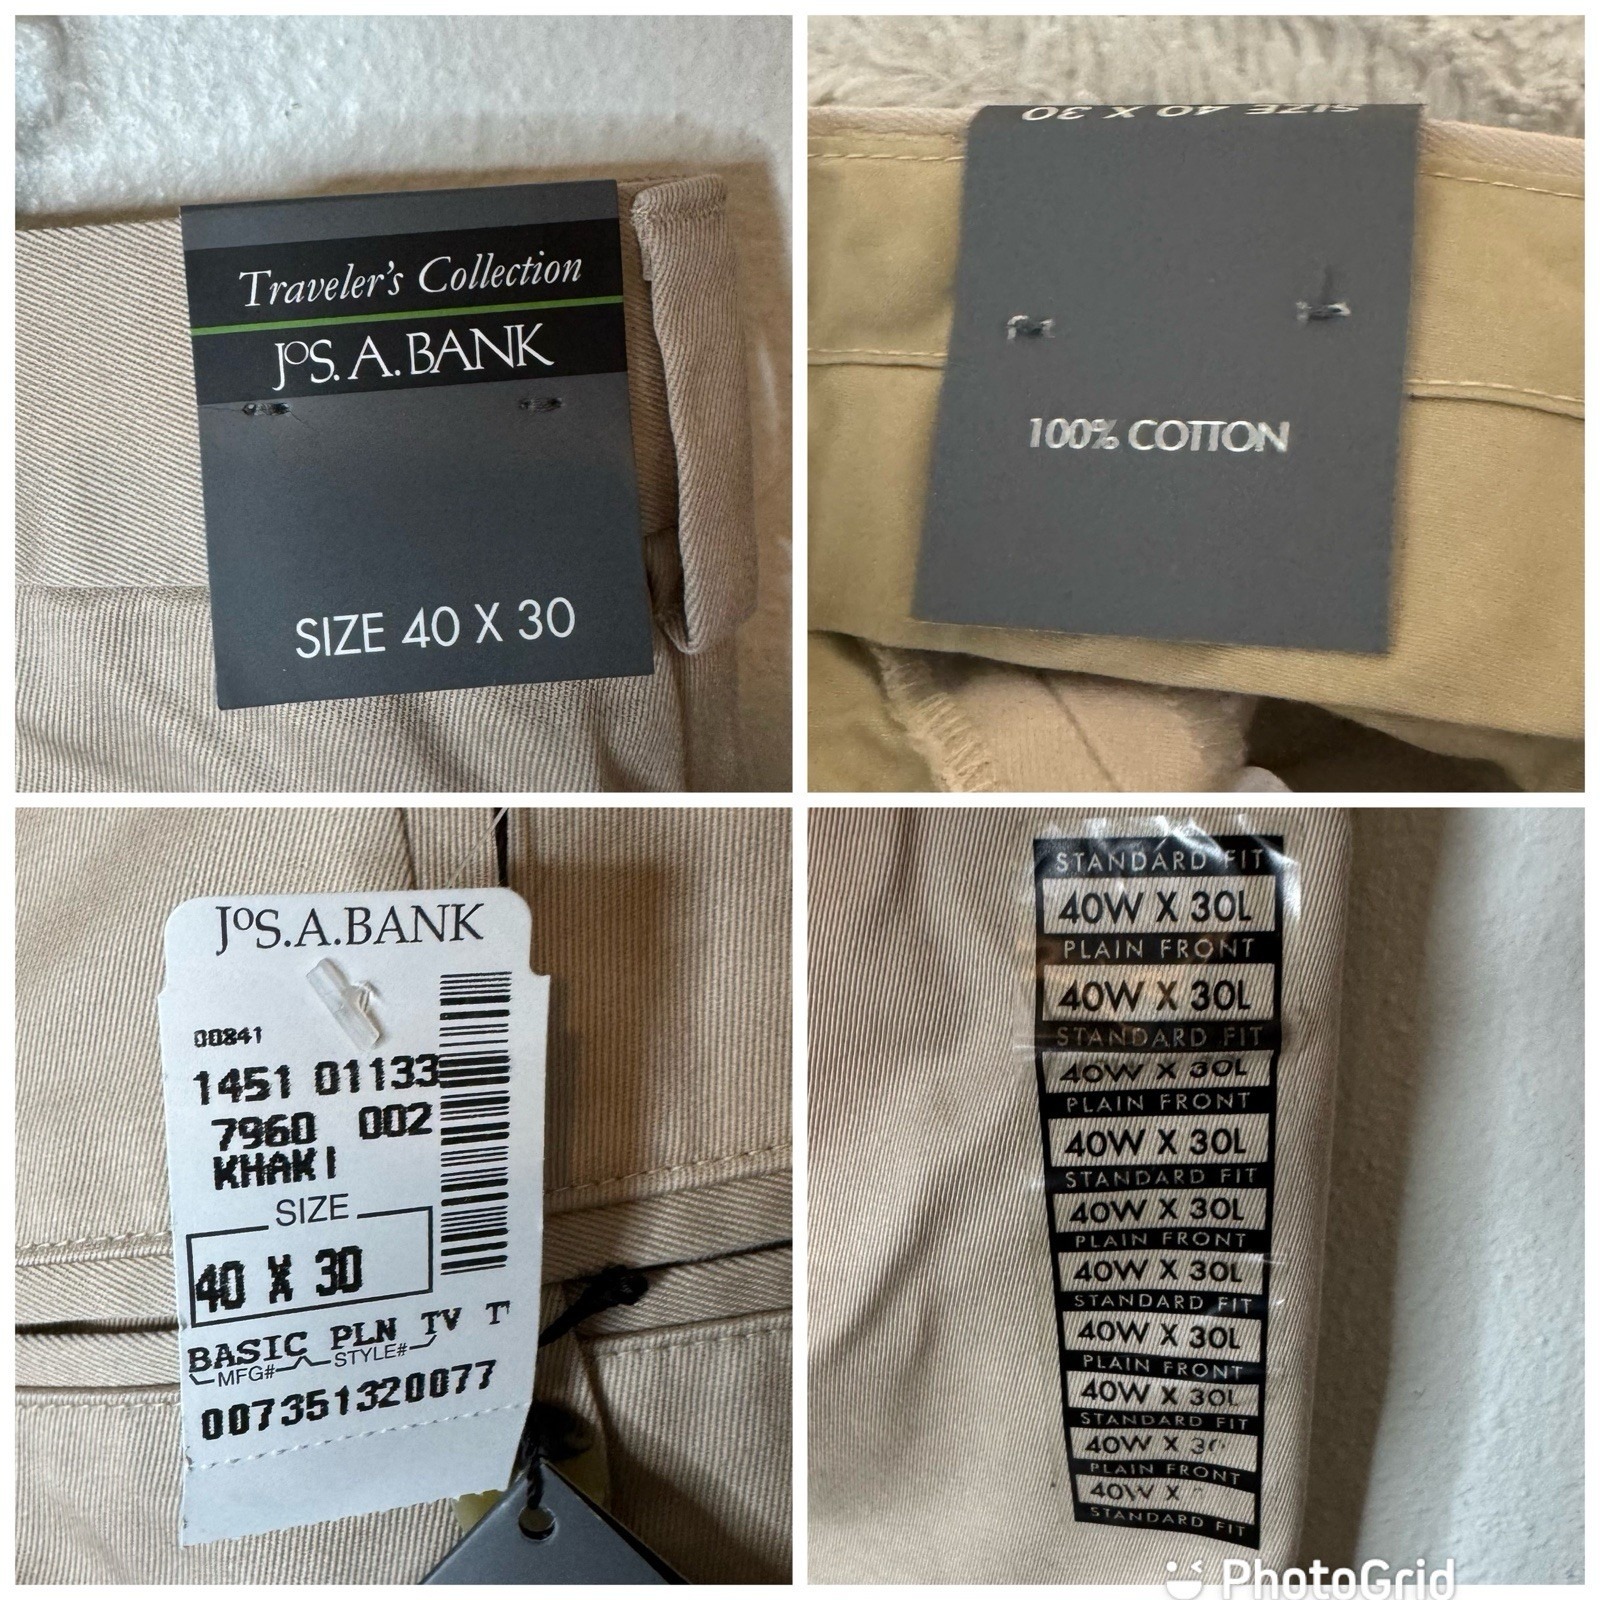 Traveler's Collection
JOS. A. BANK
SIZE 40 X 30
SIZE 40 X 30
100% COTTON
JOS.A.BANK
00841
1451 01133
7960 002
KHAKI
SIZE
40 X 30
BASIC PLN TV T
MFG# STYLE#
007351320077
STANDARD FIT
40W X 30L
PLAIN FRONT
40W X 30L
STANDARD FIT
40W X 30L
PLAIN FRONT
40W X 30L
STANDARD FIT
40W X 30L
PLAIN FRONT
40W X 30L
STANDARD FIT
40W X 30L
PLAIN FRONT
40W X 30L
STANDARD FIT
40W X 30
PLAIN FRONT
40W X
STANDARD FIT
PhotoGrid